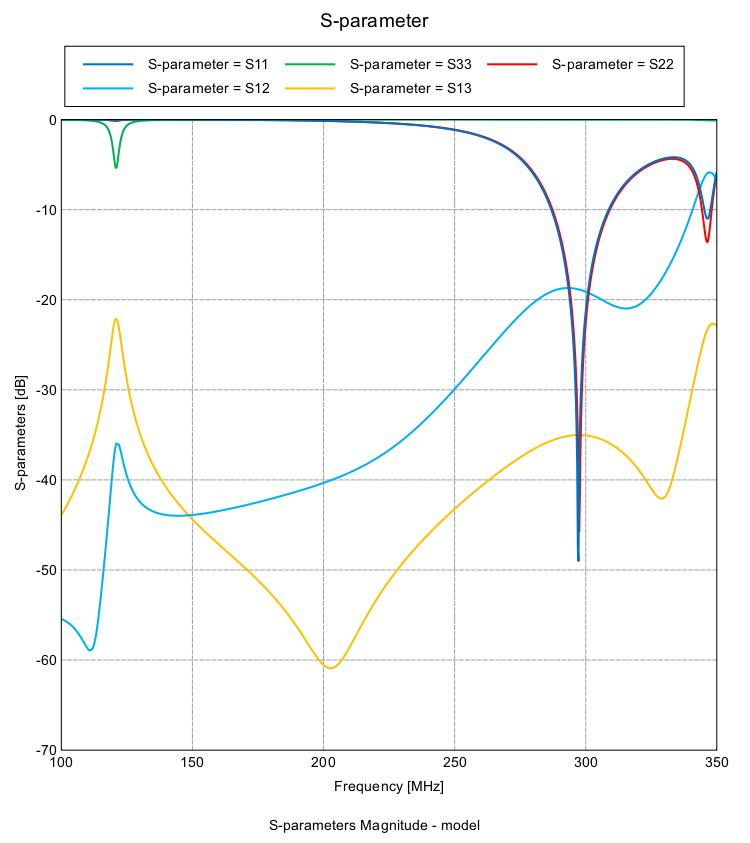 S-parameter
S-parameter = S11 S-parameter = S33 S-parameter = S22
S-parameter = S12 S-parameter = S13
0
-10
-20
-30
-40
-50
-60
-70
S-parameters [dB]
100 150 200 250 300 350
Frequency [MHz]
S-parameters Magnitude - model